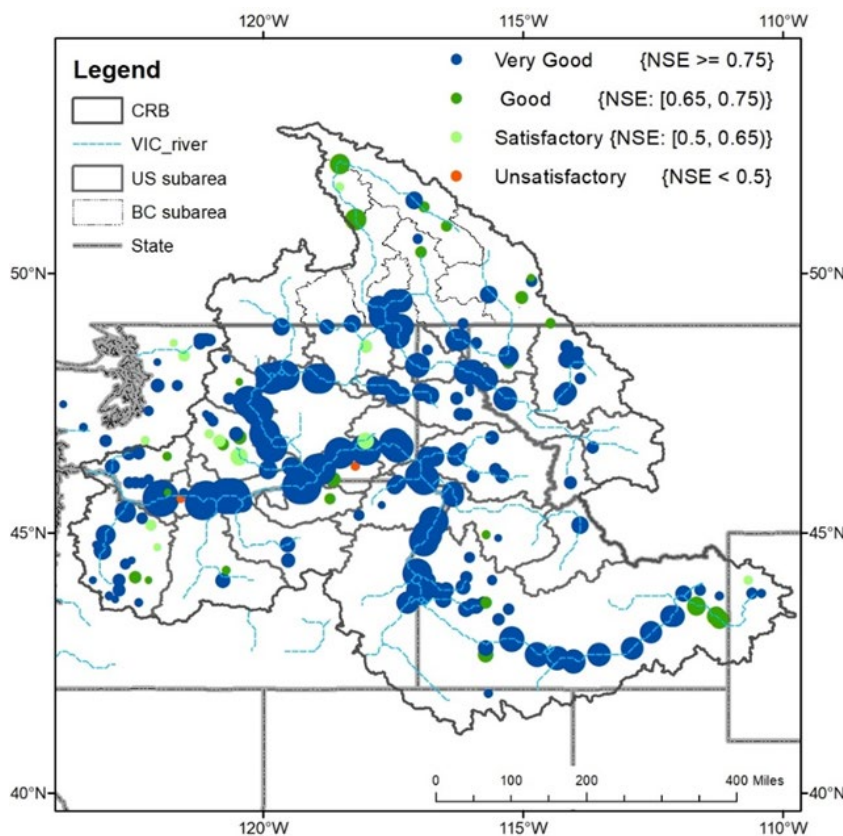 120°W 115°W 110°W
Legend
CRB
VIC_river
US subarea
BC subarea
State
Very Good {NSE >= 0.75}
Good {NSE: [0.65, 0.75)}
Satisfactory {NSE: [0.5, 0.65)}
Unsatisfactory {NSE < 0.5}
50°N 50°N
45°N 45°N
40°N 40°N
0 100 200 400 Miles
120°W 115°W 110°W